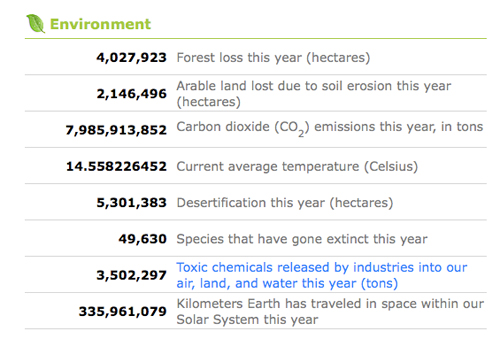 Environment
4,027,923 Forest loss this year (hectares)
2,146,496 Arable land lost due to soil erosion this year
(hectares)
7,985,913,852 Carbon dioxide (CO2) emissions this year, in tons
14.558226452 Current average temperature (Celsius)
5,301,383 Desertification this year (hectares)
49,630 Species that have gone extinct this year
3,502,297 Toxic chemicals released by industries into our
air, land, and water this year (tons)
335,961,079 Kilometers Earth has traveled in space within our
Solar System this year